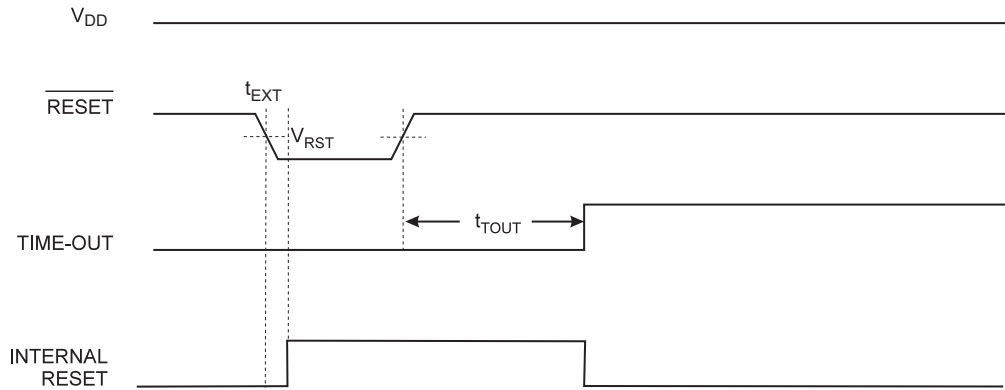 VDD
RESET
tEXT
VRST
tTOUT
TIME-OUT
INTERNAL
RESET